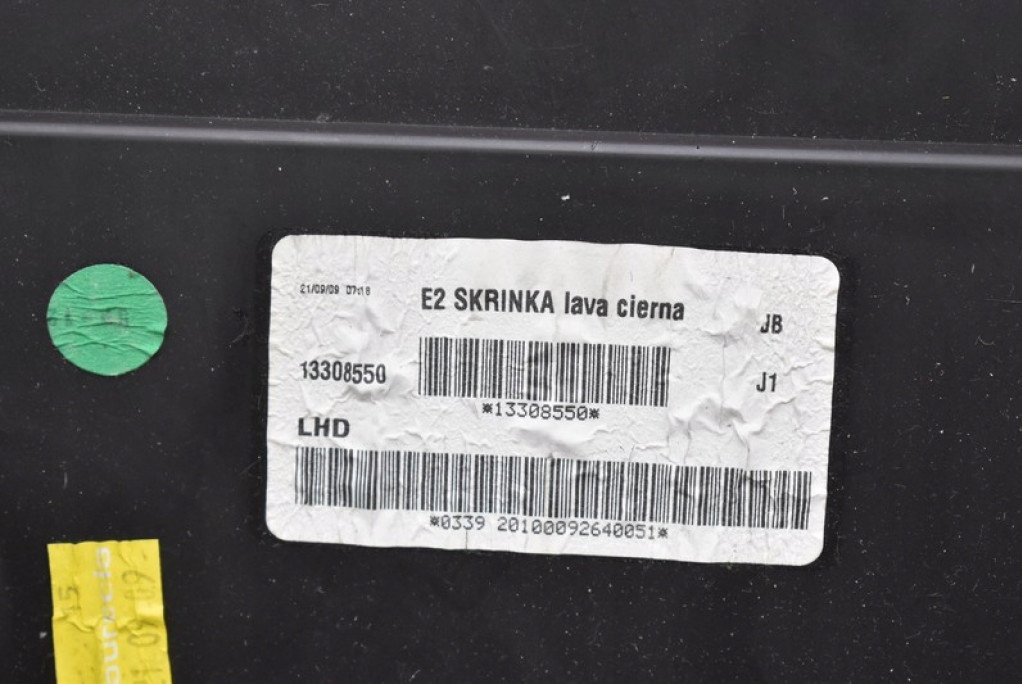 21/09/09 07:18
E2 SKRINKA lava cierna
JB
13308550
J1
*13308550*
LHD
*0339 20100092640051*